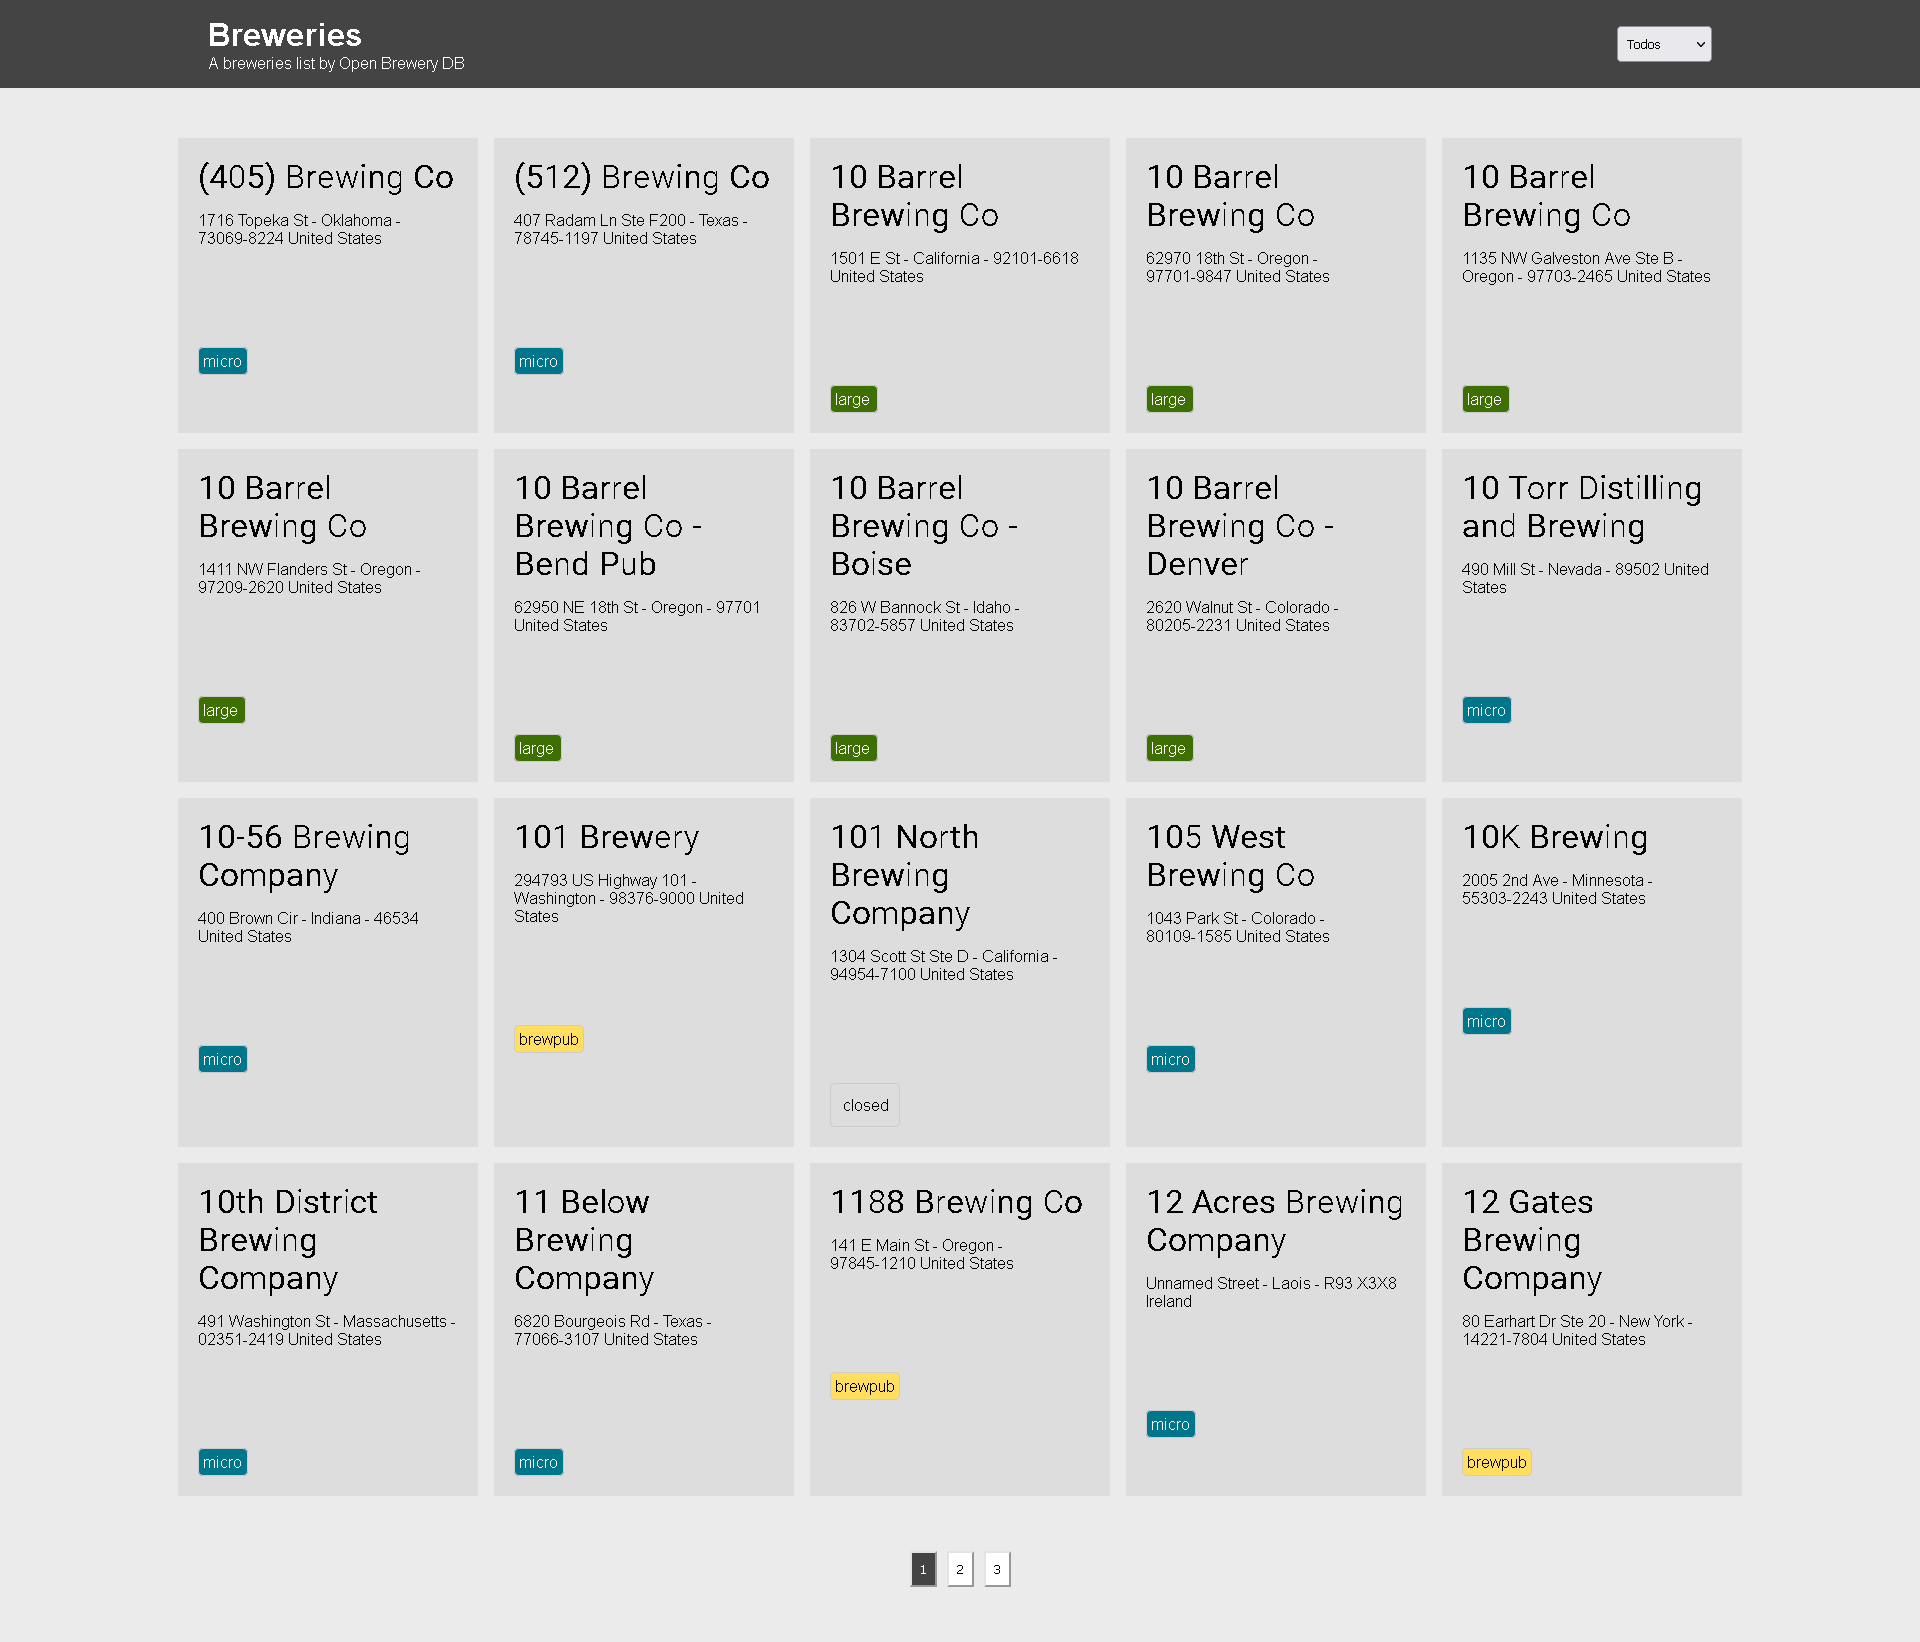 Breweries
A breweries list by Open Brewery DB
Todos
(405) Brewing Co
1716 Topeka St - Oklahoma -
73069-8224 United States
micro
(512) Brewing Co
407 Radam Ln Ste F200 - Texas -
78745-1197 United States
micro
10 Barrel
Brewing Co
1501 E St - California - 92101-6618
United States
large
10 Barrel
Brewing Co
62970 18th St - Oregon -
97701-9847 United States
large
10 Barrel
Brewing Co
1135 NW Galveston Ave Ste B -
Oregon - 97703-2465 United States
large
10 Barrel
Brewing Co
1411 NW Flanders St - Oregon -
97209-2620 United States
large
10 Barrel
Brewing Co -
Bend Pub
62950 NE 18th St - Oregon - 97701
United States
large
10 Barrel
Brewing Co -
Boise
826 W Bannock St - Idaho -
83702-5857 United States
large
10 Barrel
Brewing Co -
Denver
2620 Walnut St - Colorado -
80205-2231 United States
large
10 Torr Distilling
and Brewing
490 Mill St - Nevada - 89502 United
States
micro
10-56 Brewing
Company
400 Brown Cir - Indiana - 46534
United States
micro
101 Brewery
294793 US Highway 101 -
Washington - 98376-9000 United
States
brewpub
101 North
Brewing
Company
1304 Scott St Ste D - California -
94954-7100 United States
closed
105 West
Brewing Co
1043 Park St - Colorado -
80109-1585 United States
micro
10K Brewing
2005 2nd Ave - Minnesota -
55303-2243 United States
micro
10th District
Brewing
Company
491 Washington St - Massachusetts -
02351-2419 United States
micro
11 Below
Brewing
Company
6820 Bourgeois Rd - Texas -
77066-3107 United States
micro
1188 Brewing Co
141 E Main St - Oregon -
97845-1210 United States
brewpub
12 Acres Brewing
Company
Unnamed Street - Laois - R93 X3X8
Ireland
micro
12 Gates
Brewing
Company
80 Earhart Dr Ste 20 - New York -
14221-7804 United States
brewpub
1 2 3